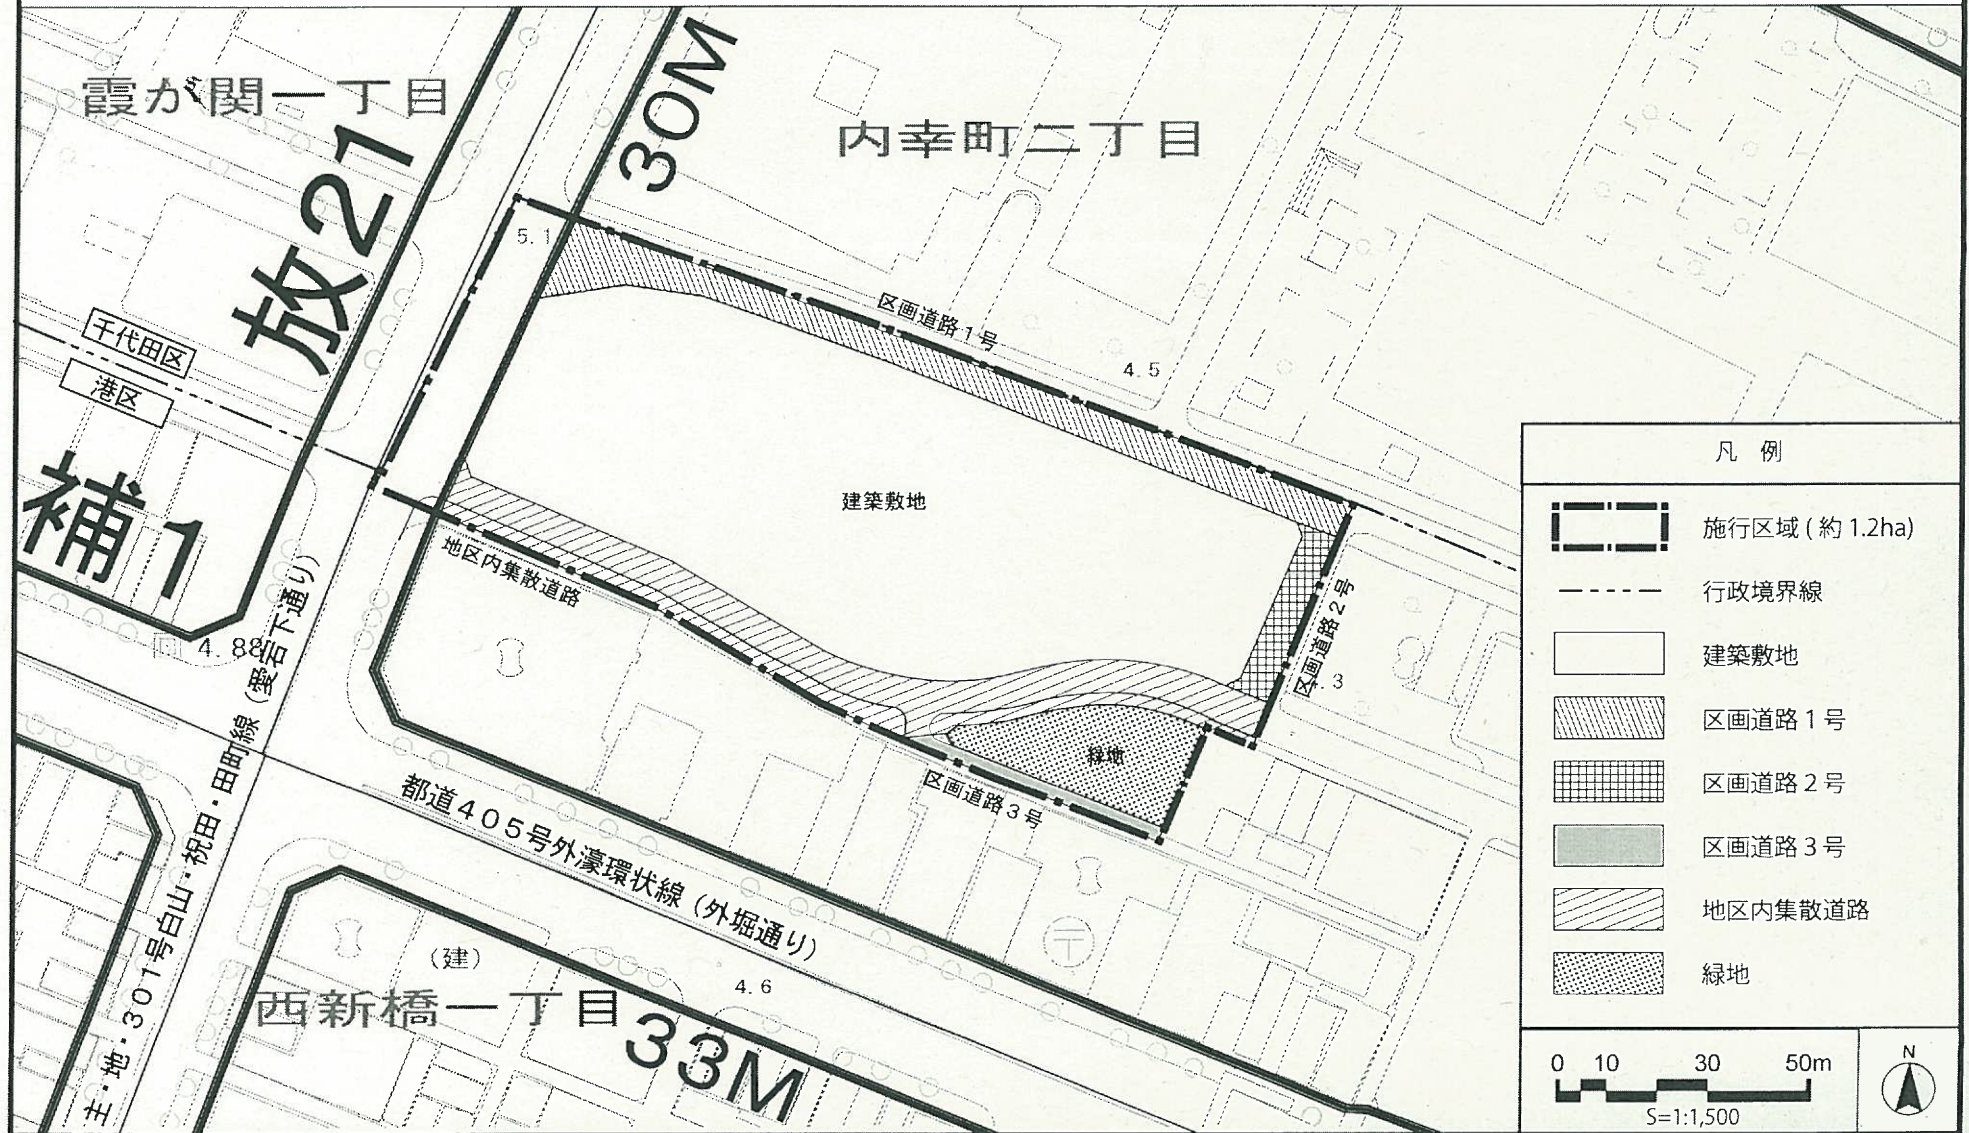 霞が関一丁目
放21
30M
内幸町二丁目
5.1
千代田区
港区
補1
区画道路1号
4.5
建築敷地
地区内集散道路
区画道路2号
4.3
4.88
緑地
区画道路3号
都道405号外濠環状線(外堀通り)
主・地・301号白山・祝田・田町線(愛宕下通り)
(建)
西新橋一丁目
4.6
33M
〒
凡 例
施行区域(約1.2ha)
行政境界線
建築敷地
区画道路1号
区画道路2号
区画道路3号
地区内集散道路
緑地
0 10 30 50m
S=1:1,500
N